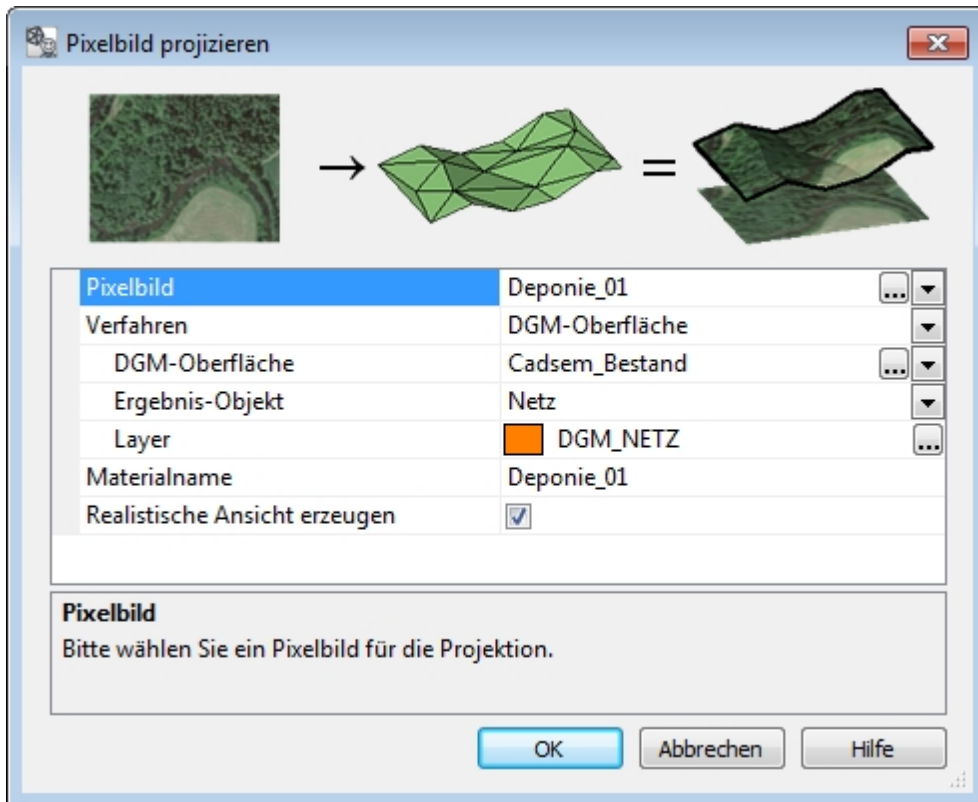 Pixelbild projizieren
Pixelbild Deponie_01 ...
Verfahren DGM-Oberfläche
DGM-Oberfläche Cadsem_Bestand ...
Ergebnis-Objekt Netz
Layer DGM_NETZ ...
Materialname Deponie_01
Realistische Ansicht erzeugen
Pixelbild
Bitte wählen Sie ein Pixelbild für die Projektion.
OK Abbrechen Hilfe